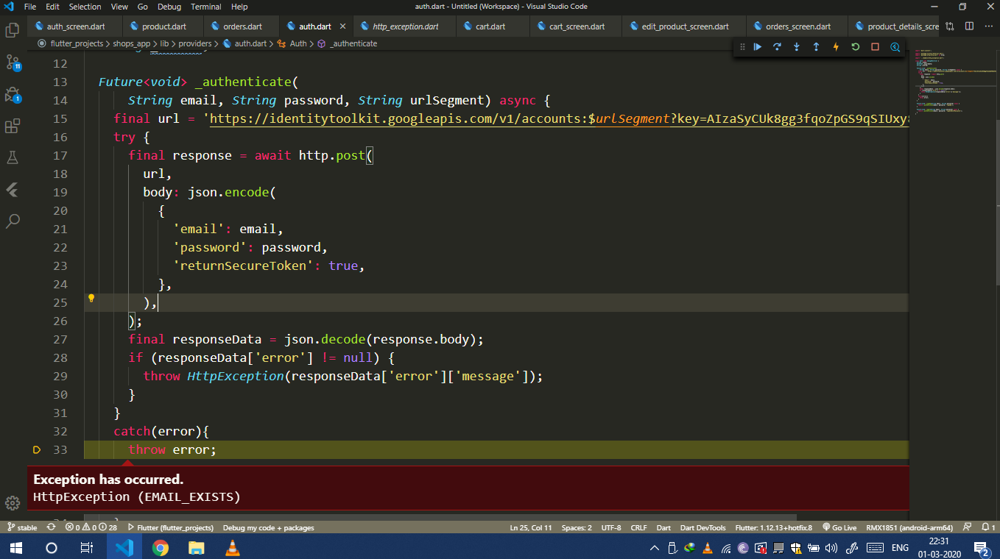 File Edit Selection View Go Debug Terminal Help auth.dart - Untitled (Workspace) - Visual Studio Code
auth_screen.dart product.dart orders.dart auth.dart http_exception.dart cart.dart cart_screen.dart edit_product_screen.dart orders_screen.dart product_details_scre
flutter_projects > shops_app > lib > providers > auth.dart > Auth > _authenticate
12
13 Future<void> _authenticate(
14 String email, String password, String urlSegment) async {
15 final url = 'https://identitytoolkit.googleapis.com/v1/accounts:$urlSegment?key=AIzaSyCUk8gg3fqoZpGS9qSIUxy
16 try {
17 final response = await http.post(
18 url,
19 body: json.encode(
20 {
21 'email': email,
22 'password': password,
23 'returnSecureToken': true,
24 },
25 ),
26 );
27 final responseData = json.decode(response.body);
28 if (responseData['error'] != null) {
29 throw HttpException(responseData['error']['message']);
30 }
31 }
32 catch(error){
33 throw error;
Exception has occurred.
HttpException (EMAIL_EXISTS)
11
1
stable 0 0 28 Flutter (flutter_projects) Debug my code + packages Ln 25, Col 11 Spaces: 2 UTF-8 CRLF Dart Dart DevTools Flutter: 1.12.13+hotfix.8 Go Live RMX1851 (android-arm64) 1
ENG 22:31
01-03-2020 2